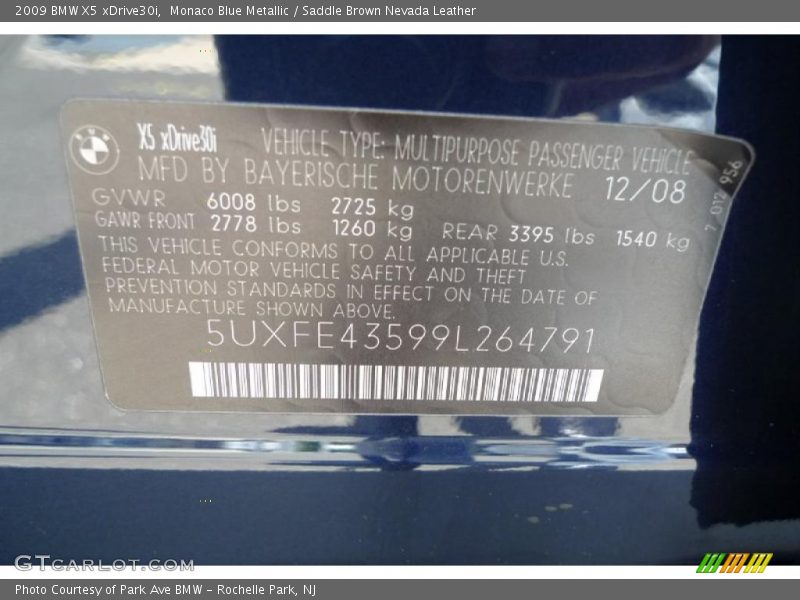 2009 BMW X5 xDrive30i,  Monaco Blue Metallic / Saddle Brown Nevada Leather
X5 xDrive30i VEHICLE TYPE: MULTIPURPOSE PASSENGER VEHICLE
MFD BY BAYERISCHE MOTORENWERKE 12/08
GVWR 6008 lbs 2725 kg
GAWR FRONT 2778 lbs 1260 kg REAR 3395 lbs 1540 kg
THIS VEHICLE CONFORMS TO ALL APPLICABLE U.S.
FEDERAL MOTOR VEHICLE SAFETY AND THEFT
PREVENTION STANDARDS IN EFFECT ON THE DATE OF
MANUFACTURE SHOWN ABOVE.
5UXFE43599L264791
7 012 956
GTcarlot.com
Photo Courtesy of Park Ave BMW - Rochelle Park, NJ